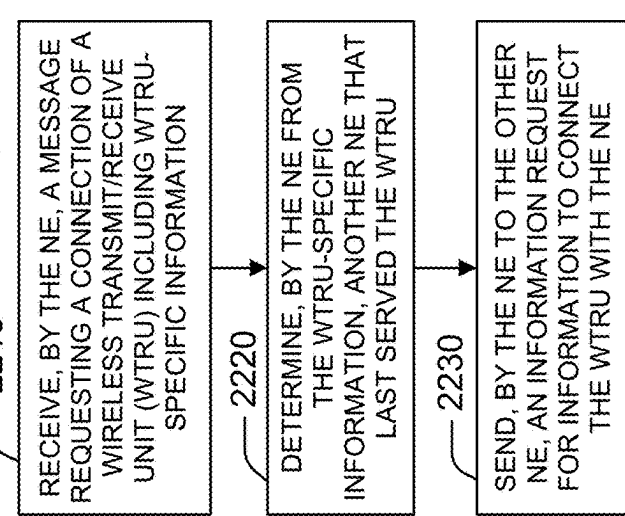 RECEIVE, BY THE NE, A MESSAGE
REQUESTING A CONNECTION OF A
WIRELESS TRANSMIT/RECEIVE
UNIT (WTRU) INCLUDING WTRU-
SPECIFIC INFORMATION
2220
DETERMINE, BY THE NE FROM
THE WTRU-SPECIFIC
INFORMATION, ANOTHER NE THAT
LAST SERVED THE WTRU
2230
SEND, BY THE NE TO THE OTHER
NE, AN INFORMATION REQUEST
FOR INFORMATION TO CONNECT
THE WTRU WITH THE NE